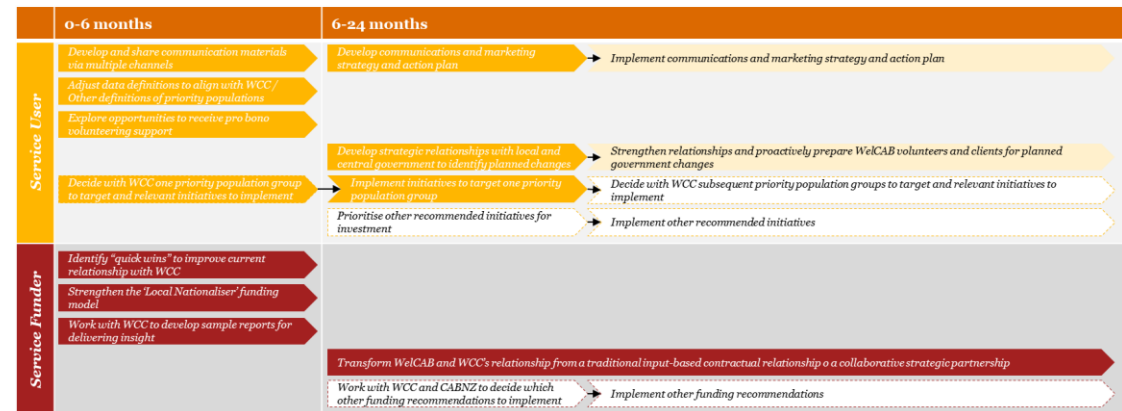 0-6 months
6-24 months
Service User
Develop and share communication materials
via multiple channels
Develop communications and marketing
strategy and action plan
Implement communications and marketing strategy and action plan
Adjust data definitions to align with WCC /
Other definitions of priority populations
Explore opportunities to receive pro bono
volunteering support
Develop strategic relationships with local and
central government to identify planned changes
Strengthen relationships and proactively prepare WelCAB volunteers and clients for planned
government changes
Decide with WCC one priority population group
to target and relevant initiatives to implement
Implement initiatives to target one priority
population group
Decide with WCC subsequent priority population groups to target and relevant initiatives to
implement
Prioritise other recommended initiatives for
investment
Implement other recommended initiatives
Service Funder
Identify “quick wins” to improve current
relationship with WCC
Strengthen the ‘Local Nationaliser’ funding
model
Work with WCC to develop sample reports for
delivering insight
Transform WelCAB and WCC’s relationship from a traditional input-based contractual relationship o a collaborative strategic partnership
Work with WCC and CABNZ to decide which
other funding recommendations to implement
Implement other funding recommendations